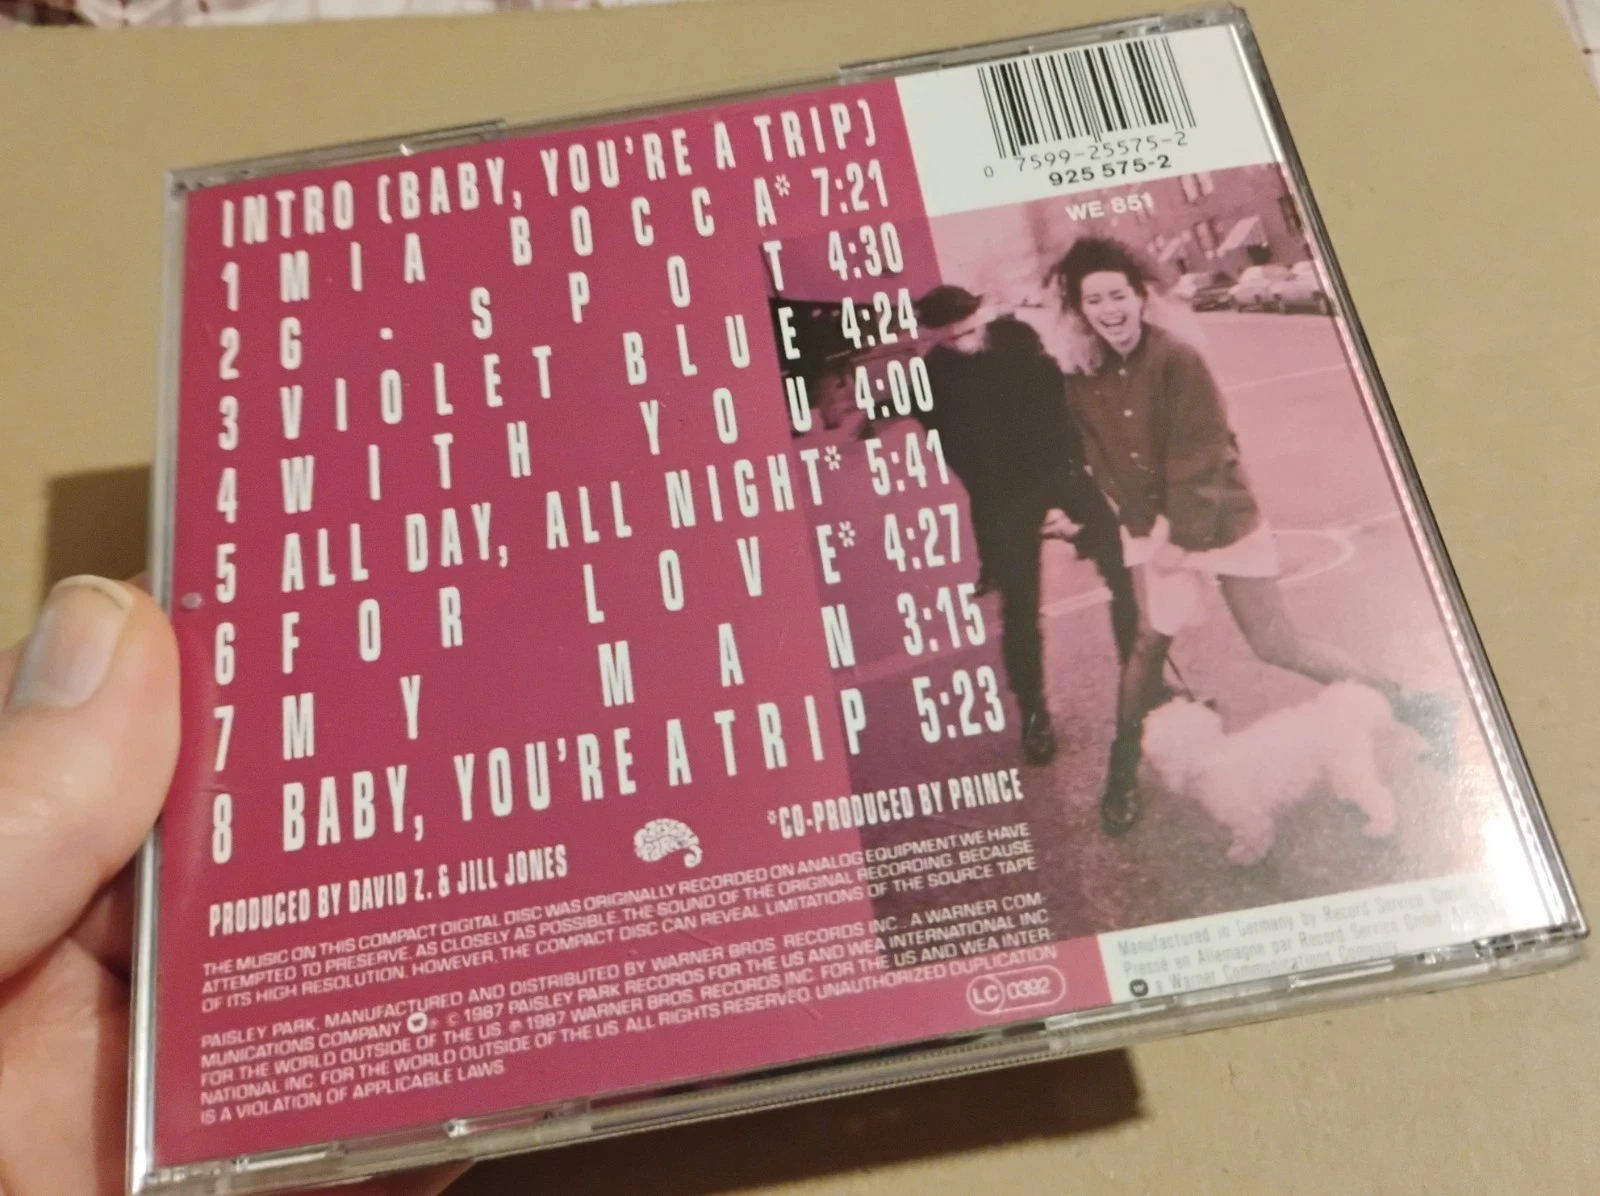 INTRO (BABY, YOU'RE A TRIP)
1 MIA BOCCA* 7:21
2 G-SPOT 4:30
3 VIOLET BLUE 4:24
4 WITH YOU 4:00
5 ALL DAY, ALL NIGHT* 5:41
6 FOR LOVE* 4:27
7 MY MAN 3:15
8 BABY, YOU'RE A TRIP 5:23
PRODUCED BY DAVID Z. & JILL JONES
*CO-PRODUCED BY PRINCE
THE MUSIC ON THIS COMPACT DIGITAL DISC WAS ORIGINALLY RECORDED ON ANALOG EQUIPMENT. WE HAVE
ATTEMPTED TO PRESERVE, AS CLOSELY AS POSSIBLE, THE SOUND OF THE ORIGINAL RECORDING. BECAUSE
OF ITS HIGH RESOLUTION, HOWEVER, THE COMPACT DISC CAN REVEAL LIMITATIONS OF THE SOURCE TAPE
PAISLEY PARK. MANUFACTURED AND DISTRIBUTED BY WARNER BROS. RECORDS INC., A WARNER COM-
MUNICATIONS COMPANY ® © 1987 PAISLEY PARK RECORDS FOR THE US AND WEA INTERNATIONAL INC
FOR THE WORLD OUTSIDE OF THE US. ℗ 1987 WARNER BROS. RECORDS INC. FOR THE US AND WEA INTER-
NATIONAL INC. FOR THE WORLD OUTSIDE OF THE US. ALL RIGHTS RESERVED. UNAUTHORIZED DUPLICATION
IS A VIOLATION OF APPLICABLE LAWS
LC 0392
0 7599-25575-2
925 575-2
WE 851
Manufactured in Germany by Record Service
Pressé en Allemagne par Record Service GmbH,
a Warner Communications Company